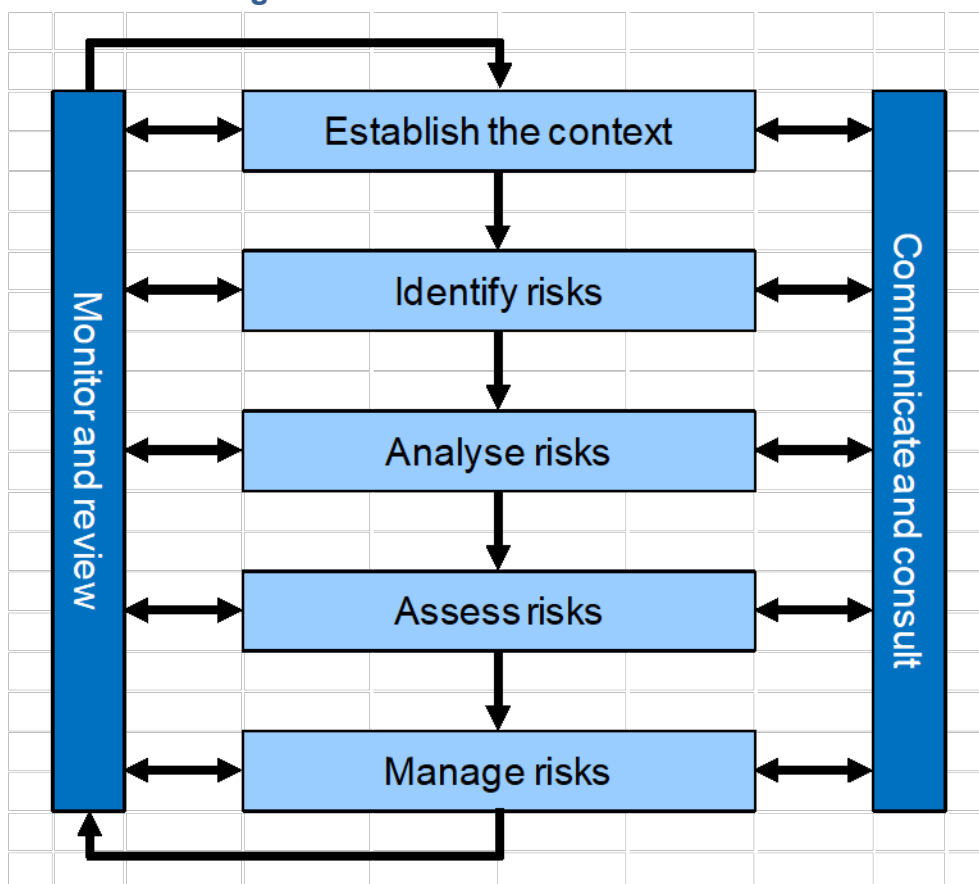 Establish the context
Identify risks
Analyse risks
Assess risks
Manage risks
Monitor and review
Communicate and consult